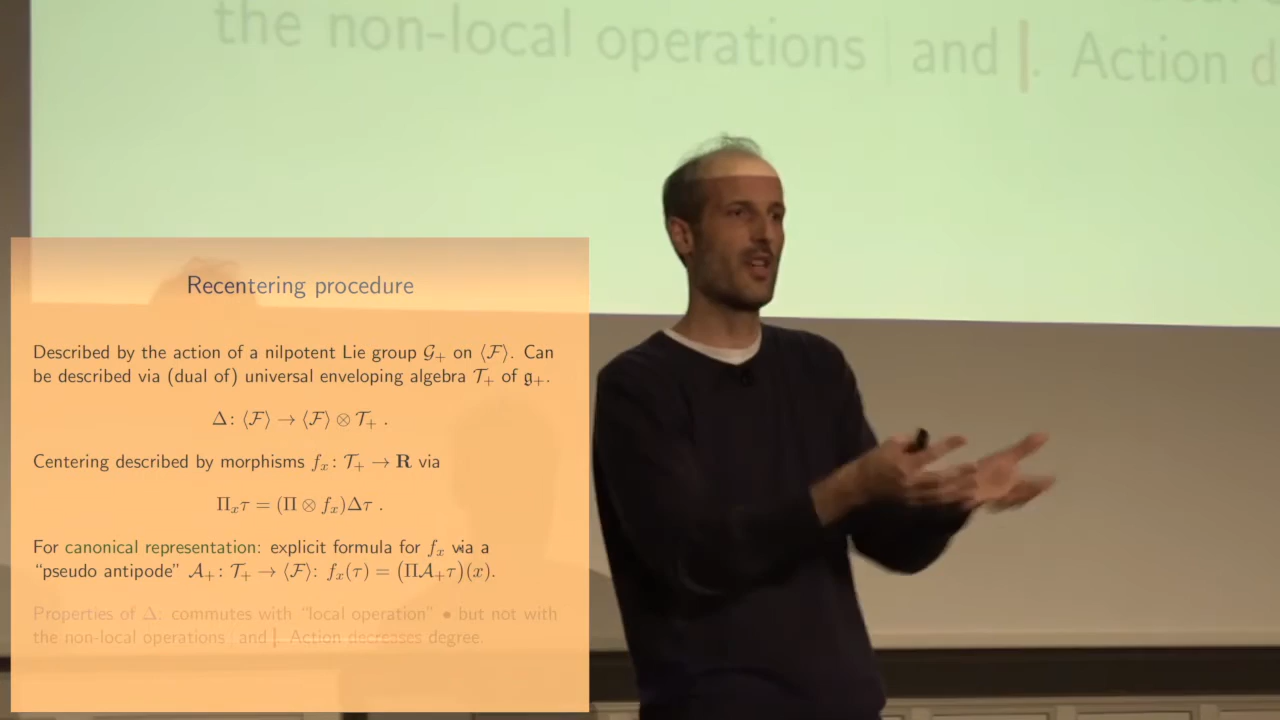 the non-local operations | and |. Action d
Recentering procedure
Described by the action of a nilpotent Lie group 𝒢₊ on ⟨ℱ⟩. Can
be described via (dual of) universal enveloping algebra 𝒯₊ of 𝔤₊.
Δ: ⟨ℱ⟩ → ⟨ℱ⟩ ⊗ 𝒯₊ .
Centering described by morphisms fₓ: 𝒯₊ → 𝐑 via
Πₓτ = (Π ⊗ fₓ)Δτ .
For canonical representation: explicit formula for fₓ via a
“pseudo antipode” 𝒜₊: 𝒯₊ → ⟨ℱ⟩: fₓ(τ) = (Π𝒜₊τ)(x).
Properties of Δ: commutes with “local operation” • but not with
the non-local operations | and |. Action decreases degree.